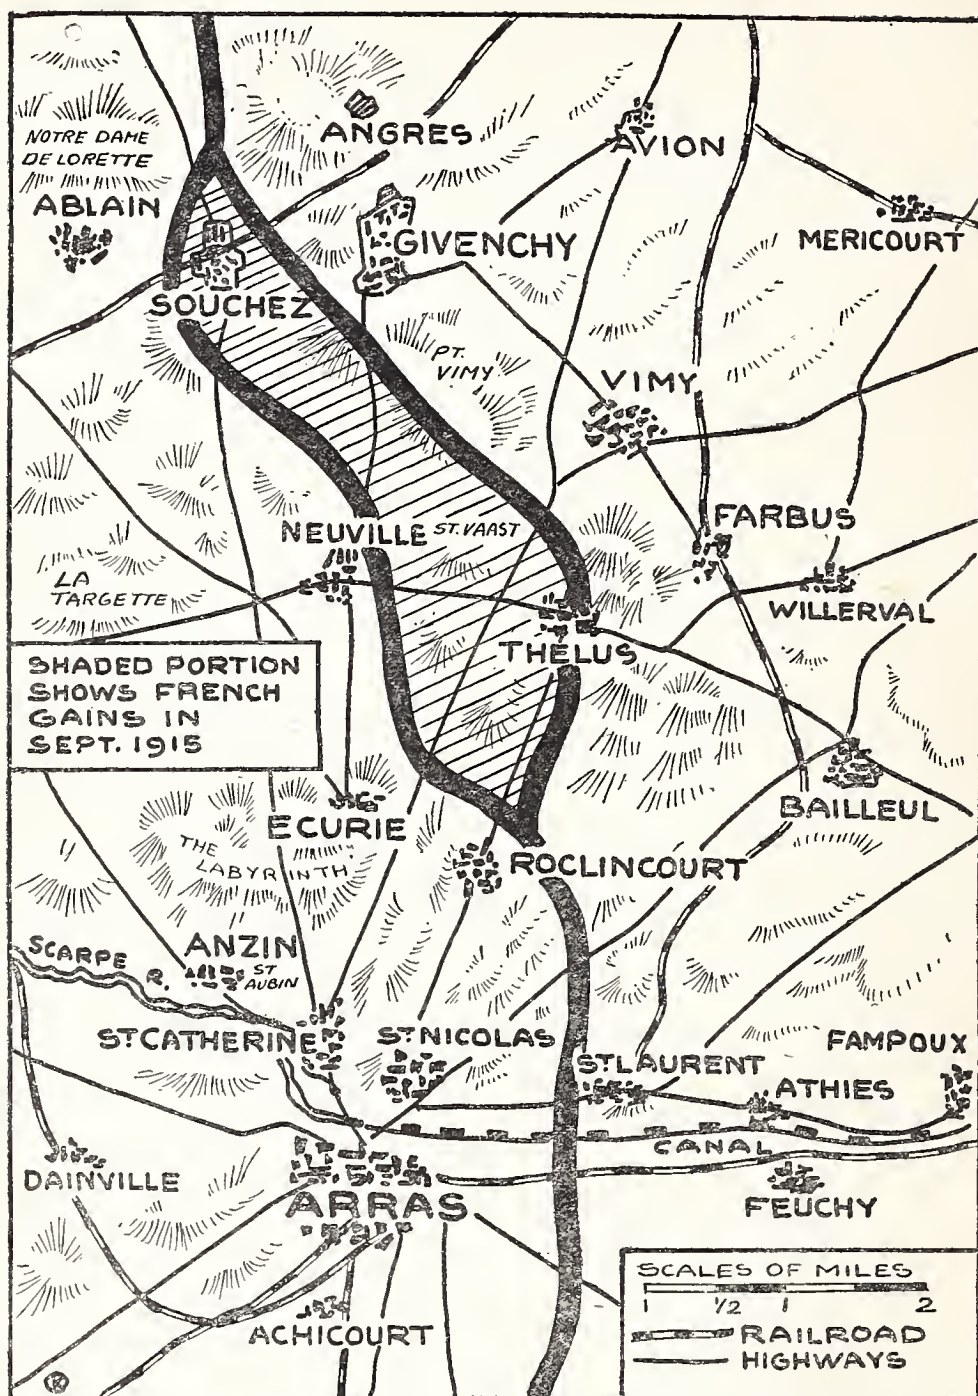 NOTRE DAME
DE LORETTE
ABLAIN
ANGRES
AVION
MERICOURT
GIVENCHY
SOUCHEZ
PT.
VIMY
VIMY
NEUVILLE ST. VAAST
FARBUS
LA
TARGETTE
WILLERVAL
THELUS
SHADED PORTION
SHOWS FRENCH
GAINS IN
SEPT. 1915
BAILLEUL
ECURIE
THE
LABYRINTH
ROCLINCOURT
SCARPE R.
ANZIN
ST
AUBIN
ST. CATHERINE
ST. NICOLAS
ST. LAURENT
FAMPOUX
ATHIES
CANAL
DAINVILLE
ARRAS
FEUCHY
ACHICOURT
SCALES OF MILES
1 1/2 1 2
RAILROAD
HIGHWAYS
K